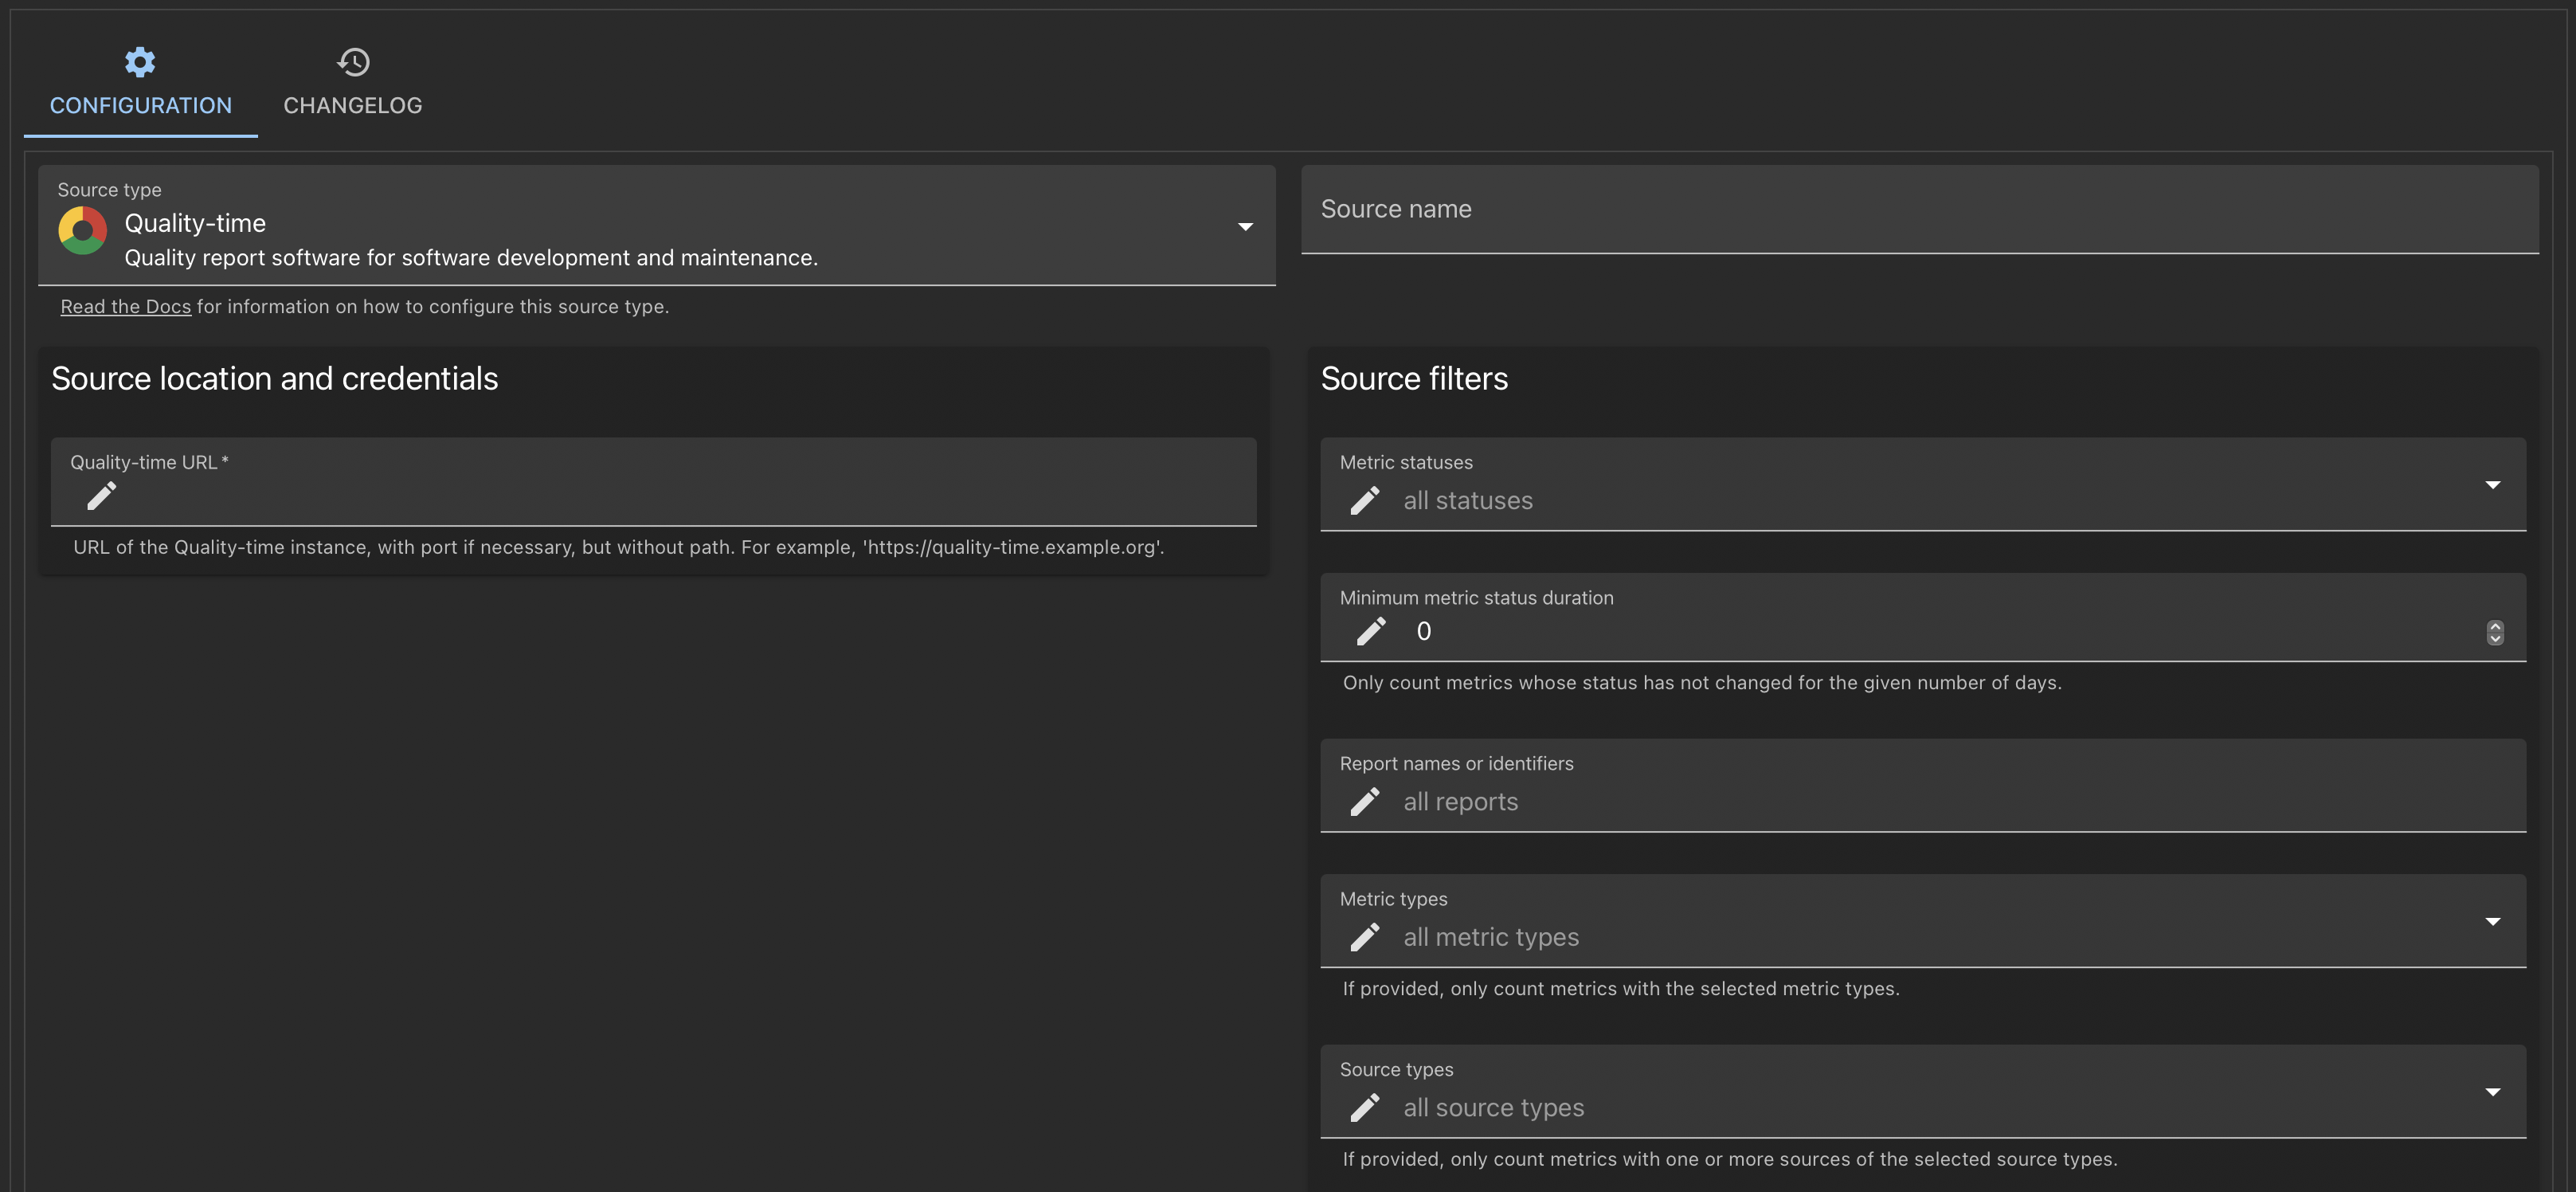 CONFIGURATION
CHANGELOG
Source type
Quality-time
Quality report software for software development and maintenance.
Read the Docs for information on how to configure this source type.
Source name
Source location and credentials
Quality-time URL *
URL of the Quality-time instance, with port if necessary, but without path. For example, 'https://quality-time.example.org'.
Source filters
Metric statuses
all statuses
Minimum metric status duration
0
Only count metrics whose status has not changed for the given number of days.
Report names or identifiers
all reports
Metric types
all metric types
If provided, only count metrics with the selected metric types.
Source types
all source types
If provided, only count metrics with one or more sources of the selected source types.